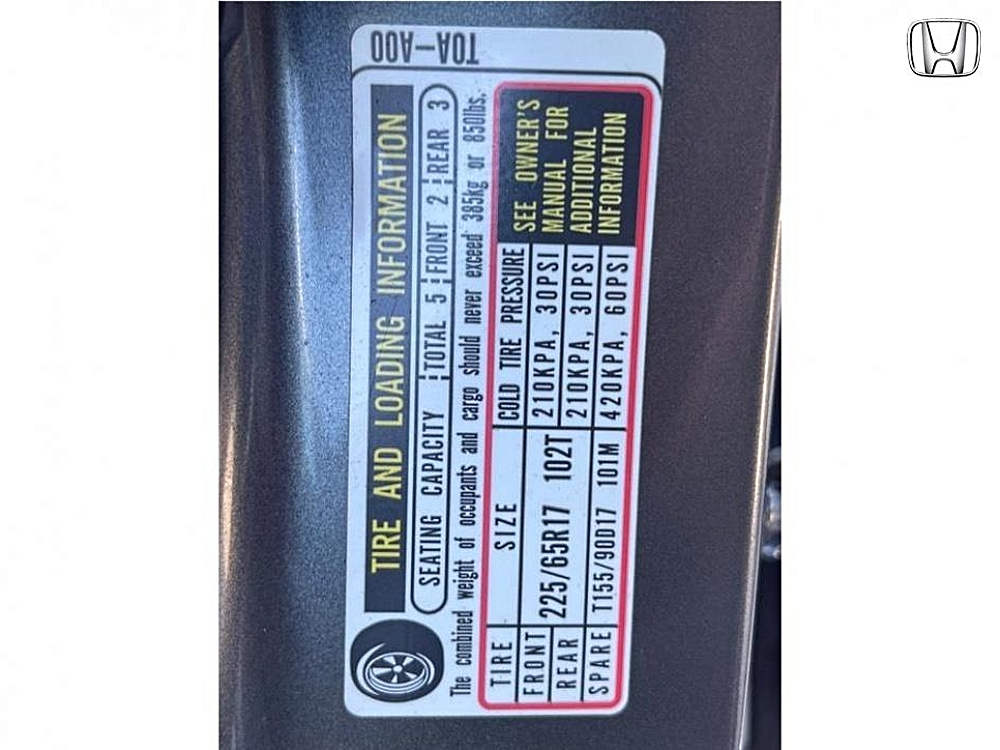 T0A-A00
TIRE AND LOADING INFORMATION
SEATING CAPACITY TOTAL 5 FRONT 2 REAR 3
The combined weight of occupants and cargo should never exceed 385kg or 850lbs.
TIRE SIZE COLD TIRE PRESSURE
FRONT 225/65R17 102T 210KPA, 30PSI
REAR 210KPA, 30PSI
SPARE T155/90D17 101M 420KPA, 60PSI
SEE OWNER'S
MANUAL FOR
ADDITIONAL
INFORMATION